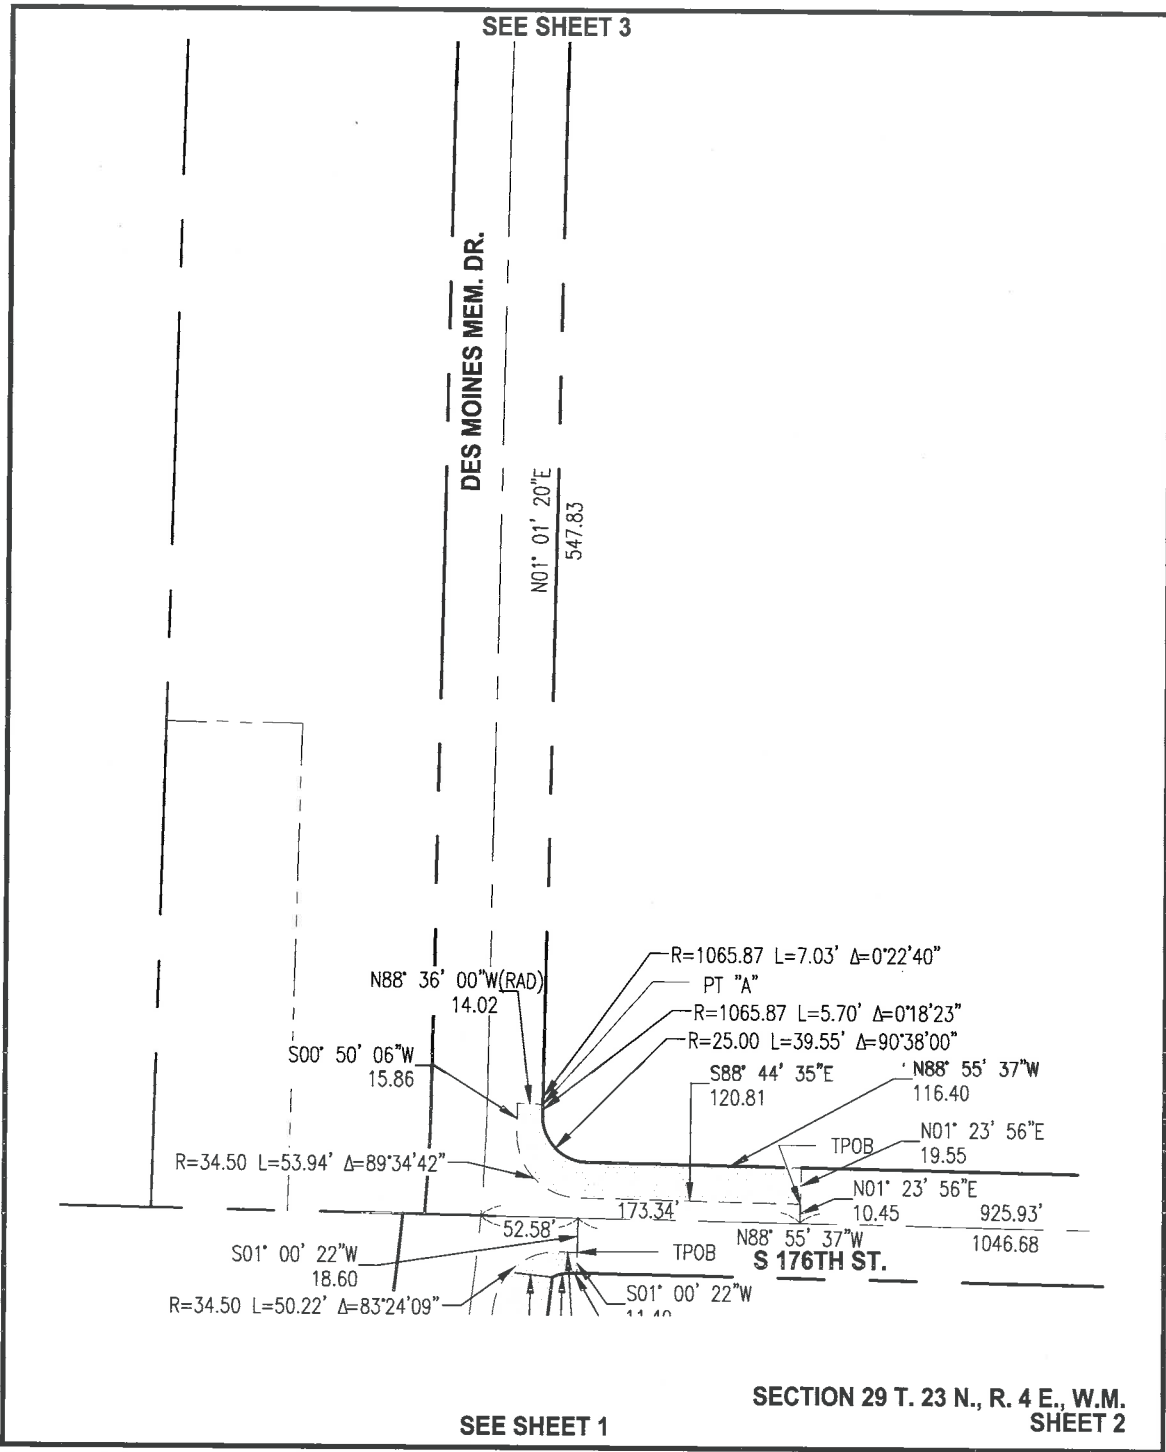 SEE SHEET 3
DES MOINES MEM. DR.
N01° 01' 20"E
547.83
R=1065.87 L=7.03' Δ=0°22'40"
PT "A"
R=1065.87 L=5.70' Δ=0°18'23"
R=25.00 L=39.55' Δ=90°38'00"
N88° 36' 00"W(RAD)
14.02
S00° 50' 06"W
15.86
S88° 44' 35"E
120.81
N88° 55' 37"W
116.40
TPOB
N01° 23' 56"E
19.55
R=34.50 L=53.94' Δ=89°34'42"
N01° 23' 56"E
10.45
173.34'
52.58'
925.93'
N88° 55' 37"W
1046.68
S 176TH ST.
S01° 00' 22"W
18.60
TPOB
R=34.50 L=50.22' Δ=83°24'09"
S01° 00' 22"W
SECTION 29 T. 23 N., R. 4 E., W.M.
SHEET 2
SEE SHEET 1